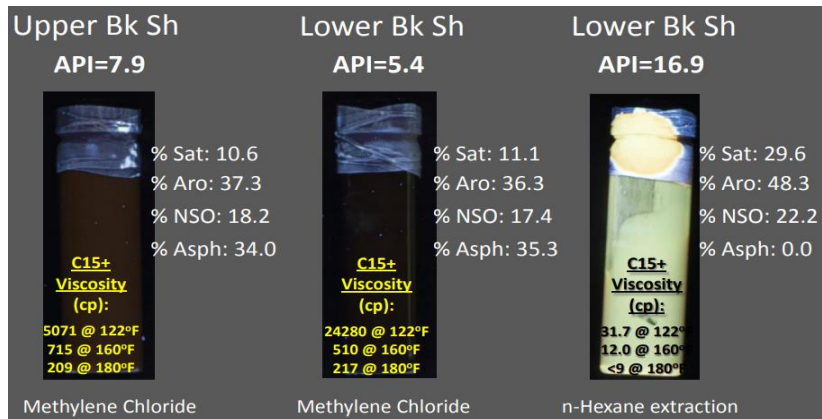 Upper Bk Sh
API=7.9
% Sat: 10.6
% Aro: 37.3
% NSO: 18.2
% Asph: 34.0
C15+
Viscosity
(cp):
5071 @ 122°F
715 @ 160°F
209 @ 180°F
Methylene Chloride
Lower Bk Sh
API=5.4
% Sat: 11.1
% Aro: 36.3
% NSO: 17.4
% Asph: 35.3
C15+
Viscosity
(cp):
24280 @ 122°F
510 @ 160°F
217 @ 180°F
Methylene Chloride
Lower Bk Sh
API=16.9
% Sat: 29.6
% Aro: 48.3
% NSO: 22.2
% Asph: 0.0
C15+
Viscosity
(cp):
31.7 @ 122°F
12.0 @ 160°F
<9 @ 180°F
n-Hexane extraction